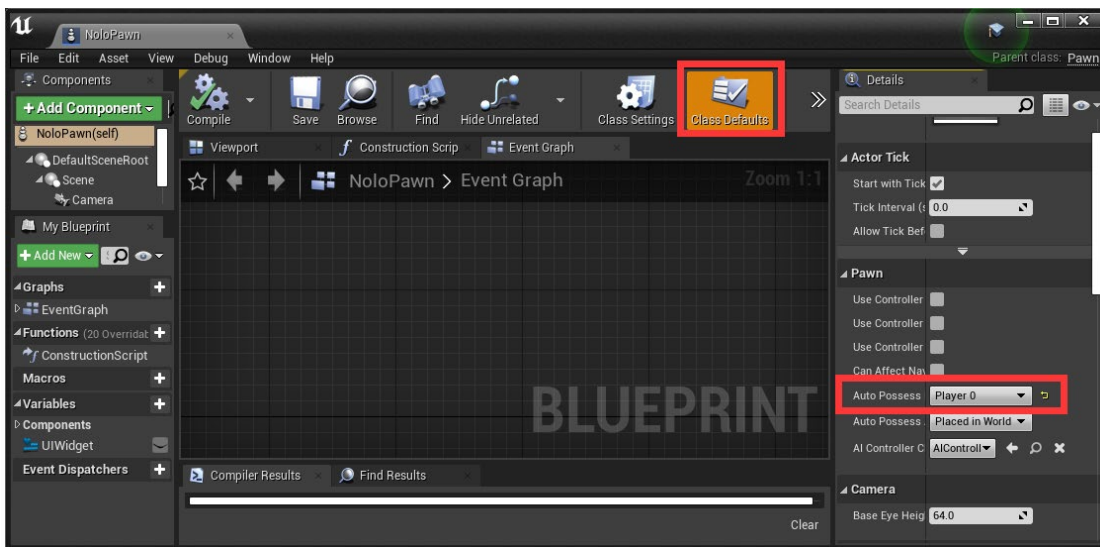 NoloPawn
File Edit Asset View Debug Window Help
Parent class: Pawn
Components
+ Add Component
NoloPawn(self)
DefaultSceneRoot
Scene
Camera
My Blueprint
+ Add New
Graphs
EventGraph
Functions (20 Overridat
ConstructionScript
Macros
Variables
Components
UIWidget
Event Dispatchers
Compile
Save
Browse
Find
Hide Unrelated
Class Settings
Class Defaults
Viewport
f Construction Scrip
Event Graph
NoloPawn > Event Graph
Zoom 1:1
BLUEPRINT
Compiler Results
Find Results
Clear
Details
Search Details
Actor Tick
Start with Tick
Tick Interval (s 0.0
Allow Tick Bef
Pawn
Use Controller
Use Controller
Use Controller
Can Affect Nav
Auto Possess Player 0
Auto Possess Placed in World
AI Controller C AIControll
Camera
Base Eye Heig 64.0